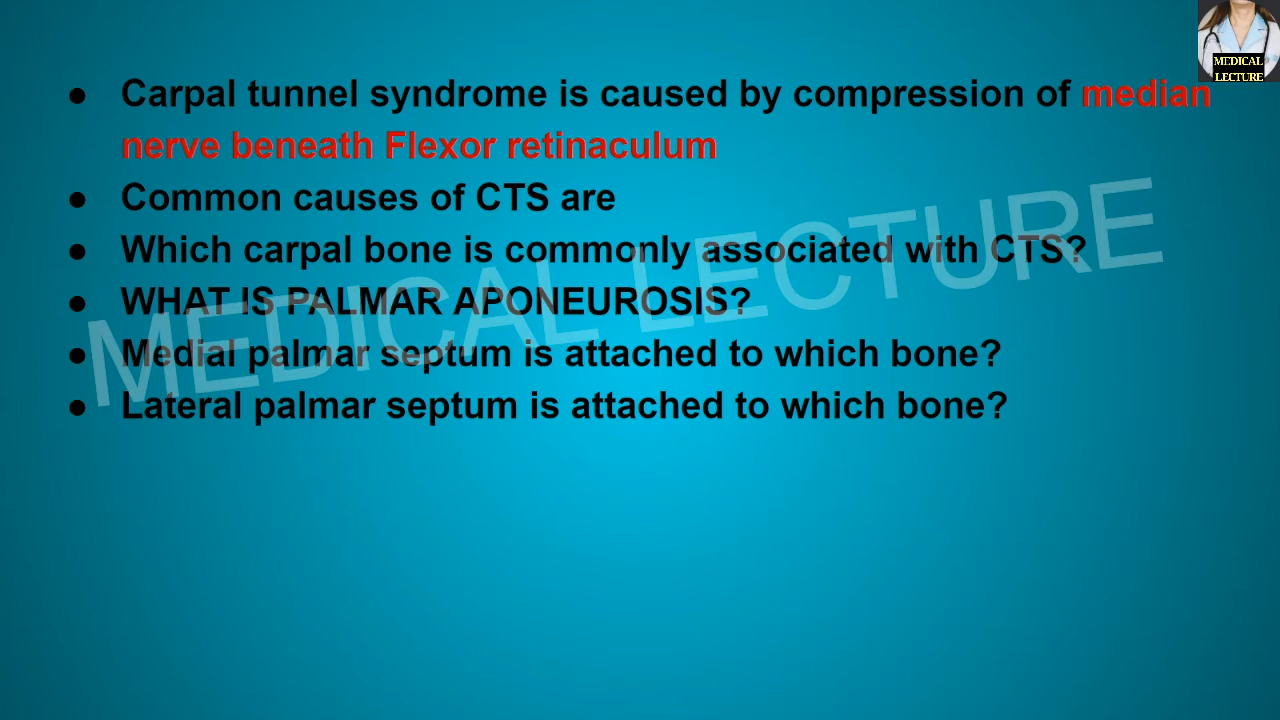 MEDICAL
LECTURE
● Carpal tunnel syndrome is caused by compression of median
nerve beneath Flexor retinaculum
● Common causes of CTS are
● Which carpal bone is commonly associated with CTS?
● WHAT IS PALMAR APONEUROSIS?
● Medial palmar septum is attached to which bone?
● Lateral palmar septum is attached to which bone?
MEDICAL LECTURE